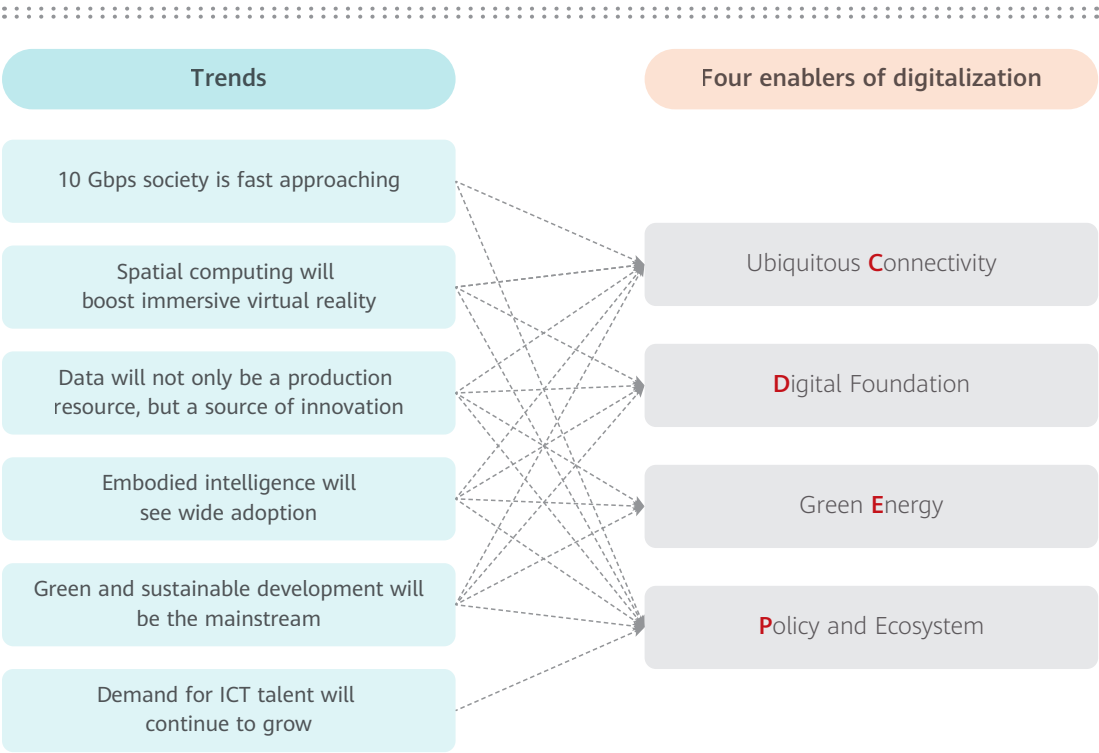 Trends
10 Gbps society is fast approaching
Spatial computing will
boost immersive virtual reality
Data will not only be a production
resource, but a source of innovation
Embodied intelligence will
see wide adoption
Green and sustainable development will
be the mainstream
Demand for ICT talent will
continue to grow
Four enablers of digitalization
Ubiquitous Connectivity
Digital Foundation
Green Energy
Policy and Ecosystem